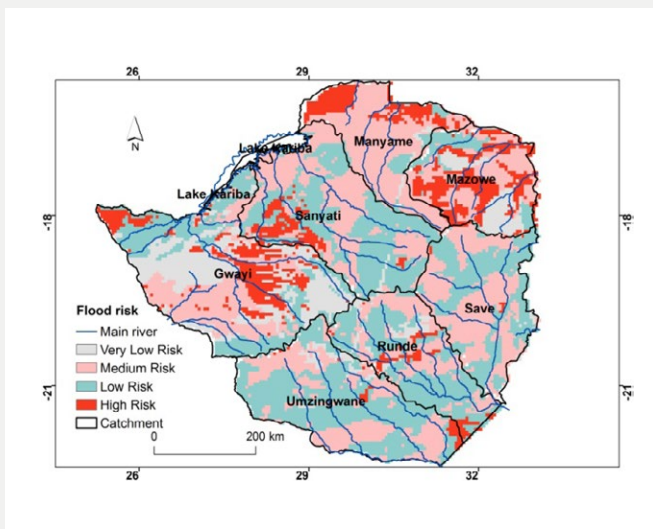 26 29 32
N
Lake Kariba
Manyame
Mazowe
Lake Kariba
-18 -18
Sanyati
Gwayi
Flood risk
Main river
Very Low Risk
Medium Risk
Low Risk
High Risk
Catchment
Save
Runde
Umzingwane
-21 -21
0 200 km
26 29 32